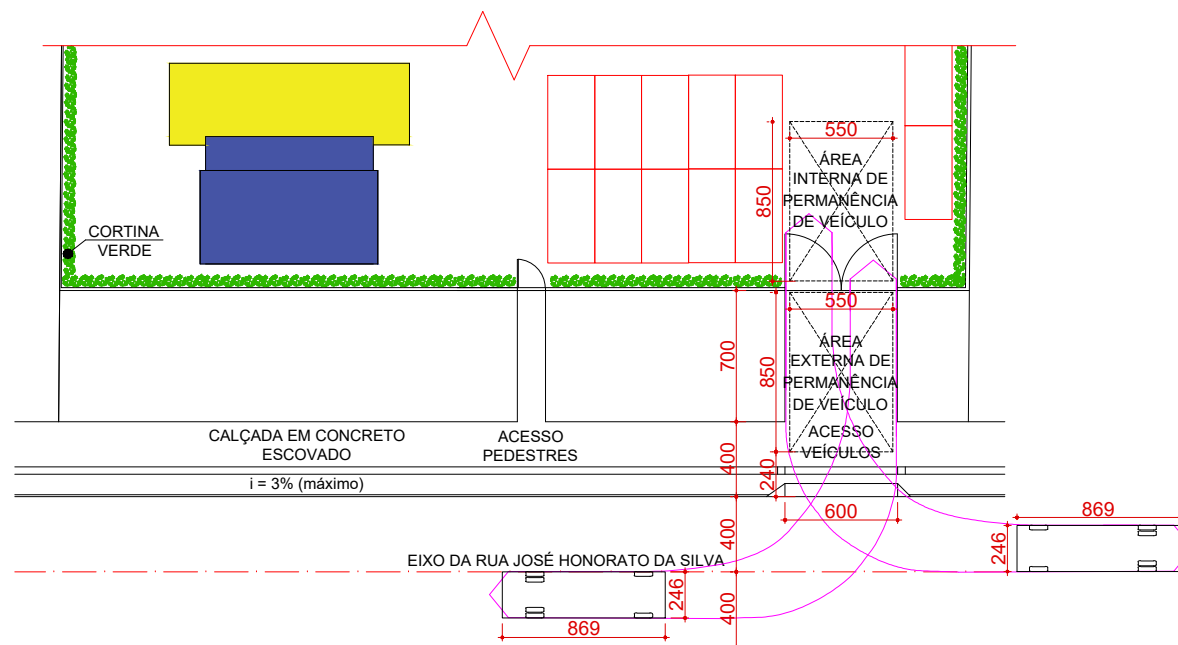 550
ÁREA
INTERNA DE
PERMANÊNCIA
DE VEÍCULO
850
CORTINA
VERDE
550
ÁREA
EXTERNA DE
PERMANÊNCIA
DE VEÍCULO
700
850
CALÇADA EM CONCRETO
ESCOVADO
ACESSO
PEDESTRES
ACESSO
VEÍCULOS
400
240
i = 3% (máximo)
600
869
400
246
EIXO DA RUA JOSÉ HONORATO DA SILVA
246
400
869